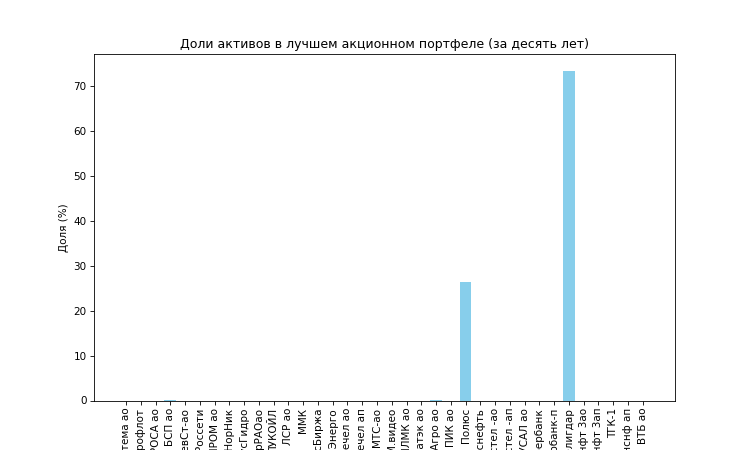 Доли активов в лучшем акционном портфеле (за десять лет)
Доля (%)
70
60
50
40
30
20
10
0
тема ао
рофлот
РОСА ао
БСП ао
евСт-ао
Россети
ПРОМ ао
НорНик
сГидро
рРАОао
УКОЙЛ
ЛСР ао
ММК
сБиржа
Энерго
ечел ао
ечел ап
МТС-ао
М.видео
ЛМК ао
атэк ао
Агро ао
ПИК ао
Полюс
снефть
стел -ао
стел -ап
УСАЛ ао
ербанк
рбанк-п
лигдар
нфт 3ао
нфт 3ап
ТГК-1
нснф ап
ВТБ ао